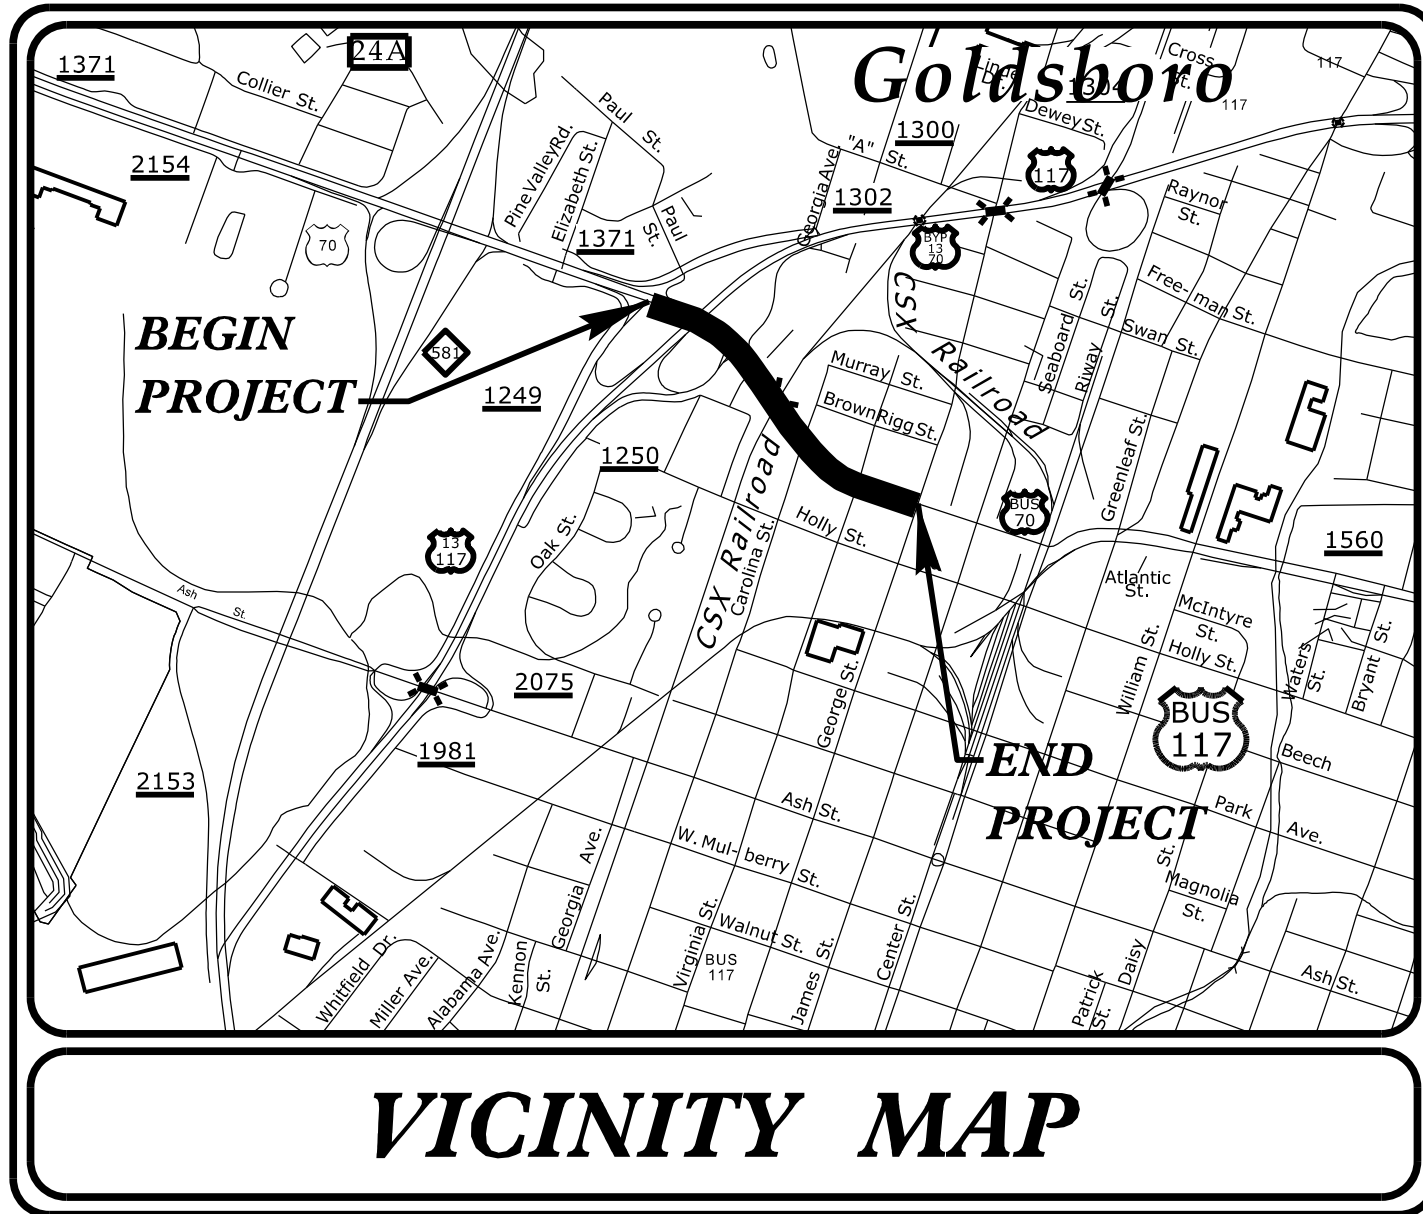 Goldsboro
24A
1371
Collier St.
2154
70
Pine Valley Rd.
Elizabeth St.
Paul St.
Paul St.
1371
Georgia Ave.
"A" St.
1300
1302
1304
Linge Dr.
Dewey St.
Cross St.
117
117
117
BYP
13
70
Raynor
St.
Free- man St.
Swan St.
Seaboard St.
Riway St.
CSX Railroad
BEGIN
PROJECT
581
1249
Murray St.
BrownRigg St.
1250
Greenleaf St.
BUS
70
1560
13
117
Ash St.
Oak St.
CSX Railroad
Carolina St.
Holly St.
Atlantic
St.
McIntyre
St.
Holly St.
William St.
Waters St.
Bryant St.
2075
George St.
BUS
117
1981
2153
END
PROJECT
Beech
Park Ave.
Ash St.
W. Mul- berry St.
Georgia Ave.
Magnolia
St.
St.
Virginia St.
Walnut St.
Center St.
BUS
117
James St.
Whitfield Dr.
Miller Ave.
Alabama Ave.
Kennon
St.
Patrick
St.
Daisy
Ash St.
VICINITY MAP